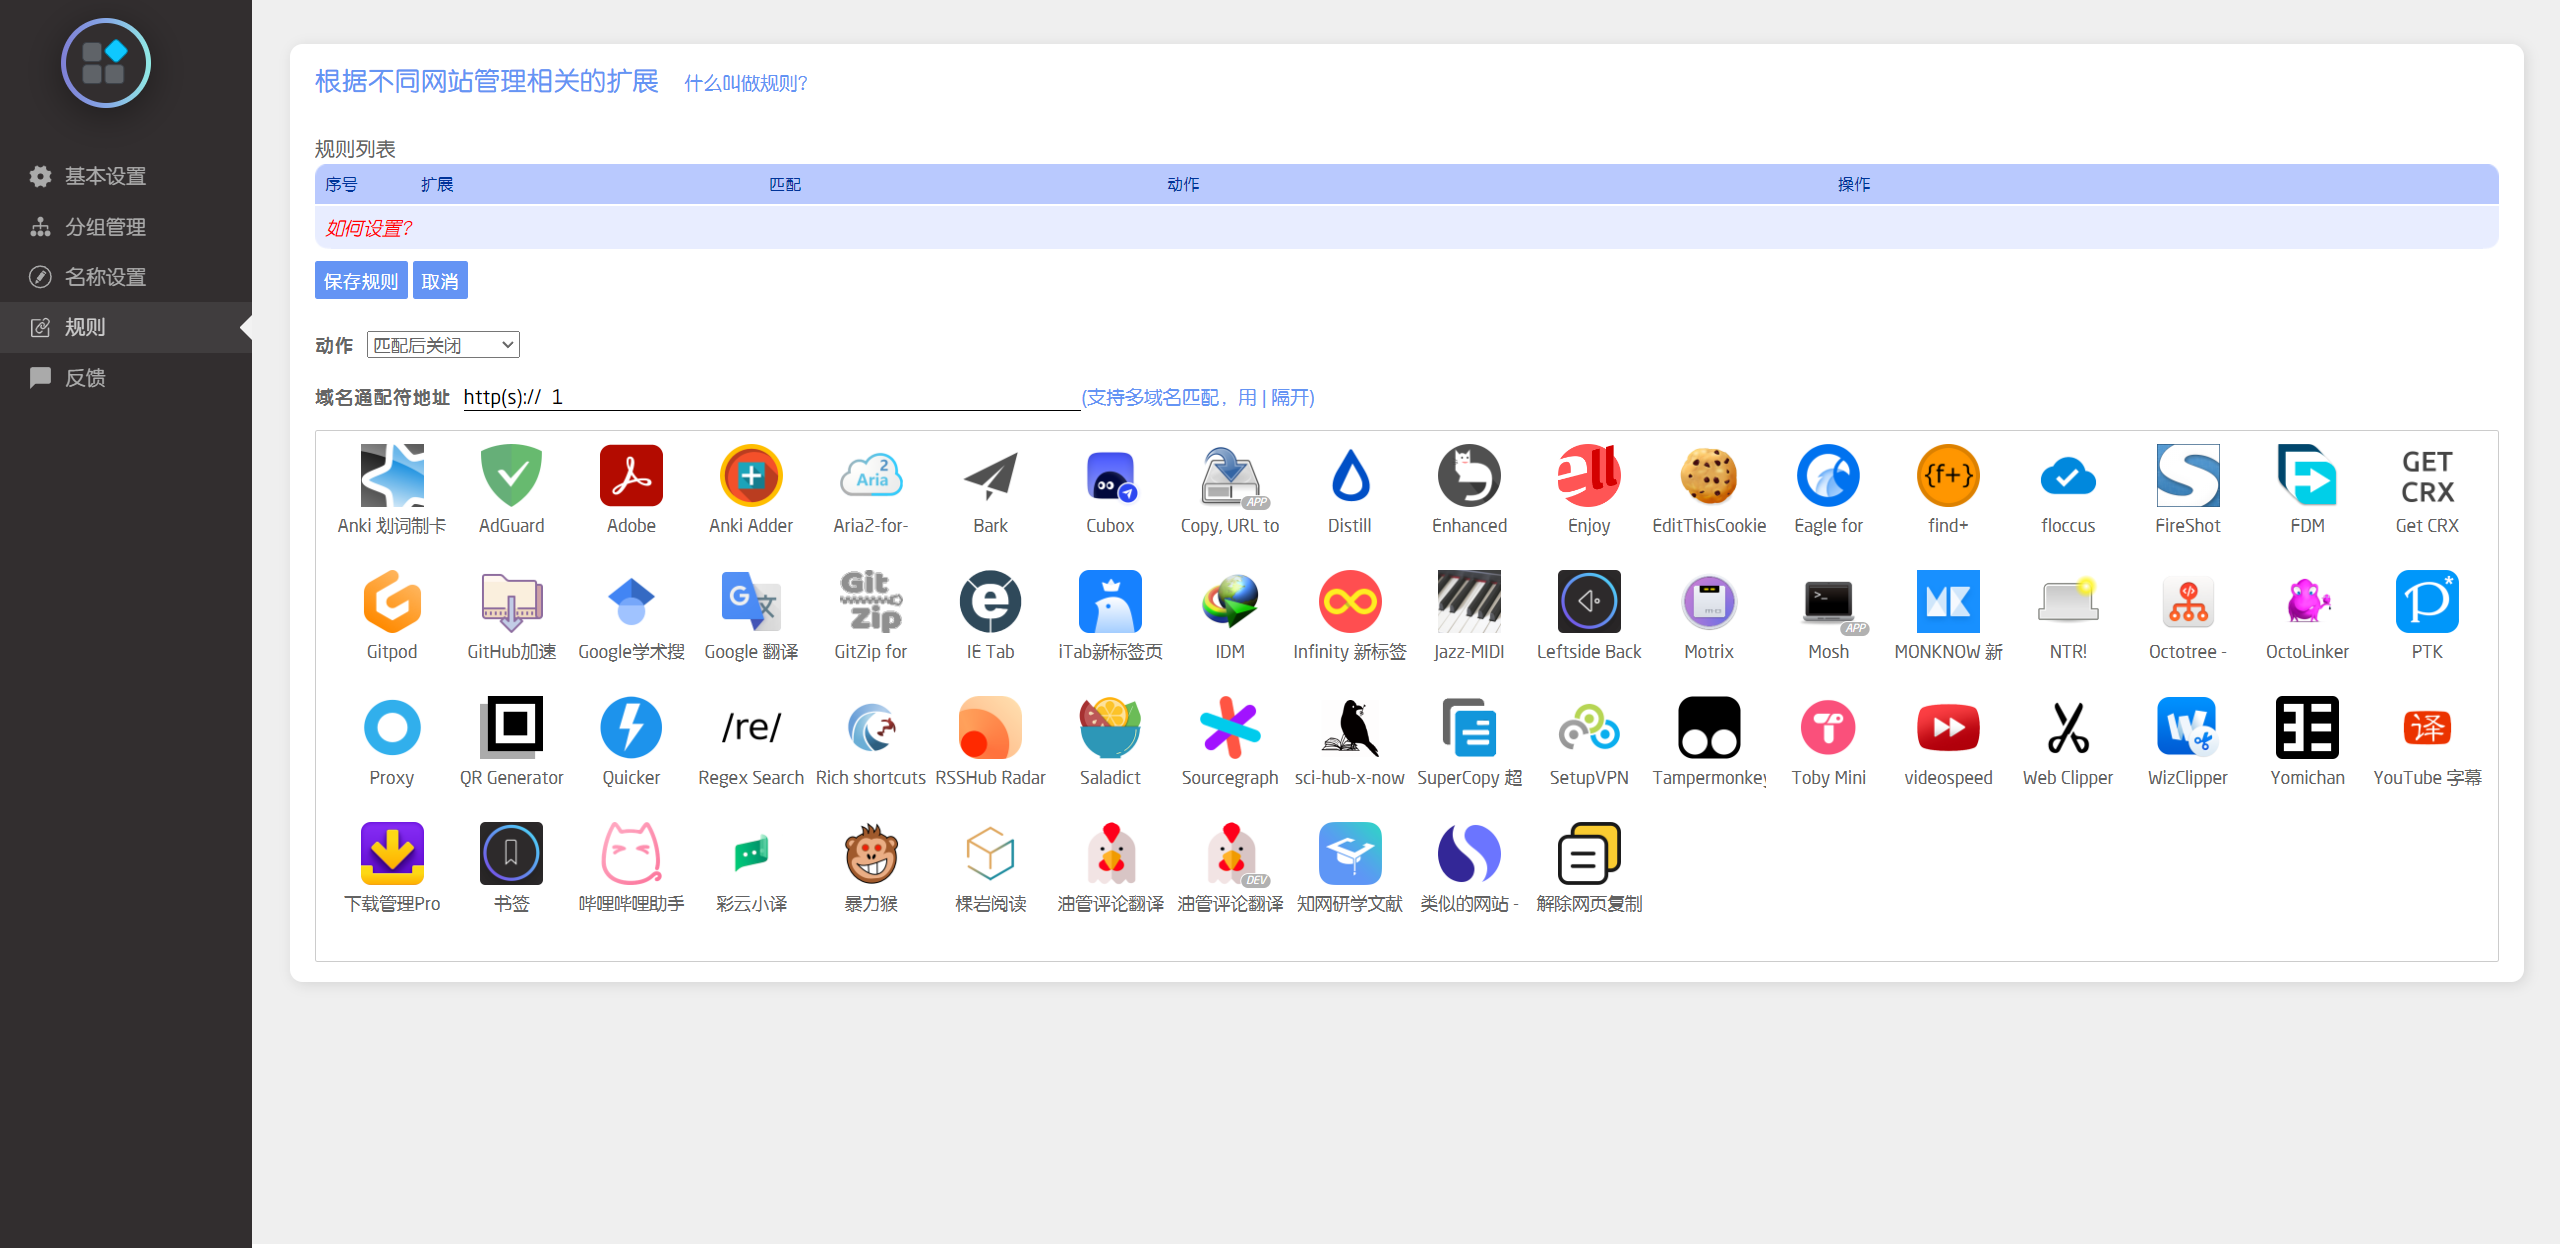 根据不同网站管理相关的扩展 什么叫做规则?
基本设置
分组管理
名称设置
规则
反馈
规则列表
序号 扩展 匹配 动作 操作
如何设置?
保存规则 取消
动作 匹配后关闭
域名通配符地址 http(s):// 1 (支持多域名匹配，用 | 隔开)
2
Aria
APP
ell
{f+}
GET
CRX
Anki 划词制卡 AdGuard Adobe Anki Adder Aria2-for- Bark Cubox Copy, URL to Distill Enhanced Enjoy EditThisCookie Eagle for find+ floccus FireShot FDM Get CRX
Git
Zip
APP
Gitpod GitHub加速 Google学术搜 Google 翻译 GitZip for IE Tab iTab新标签页 IDM Infinity 新标签 Jazz-MIDI Leftside Back Motrix Mosh MONKNOW 新 NTR! Octotree - OctoLinker PTK
/re/
译
Proxy QR Generator Quicker Regex Search Rich shortcuts RSSHub Radar Saladict Sourcegraph sci-hub-x-now SuperCopy 超 SetupVPN Tampermonkey Toby Mini videospeed Web Clipper WizClipper Yomichan YouTube 字幕
DEV
下载管理Pro 书签 哔哩哔哩助手 彩云小译 暴力猴 棵岩阅读 油管评论翻译 油管评论翻译 知网研学文献 类似的网站 - 解除网页复制